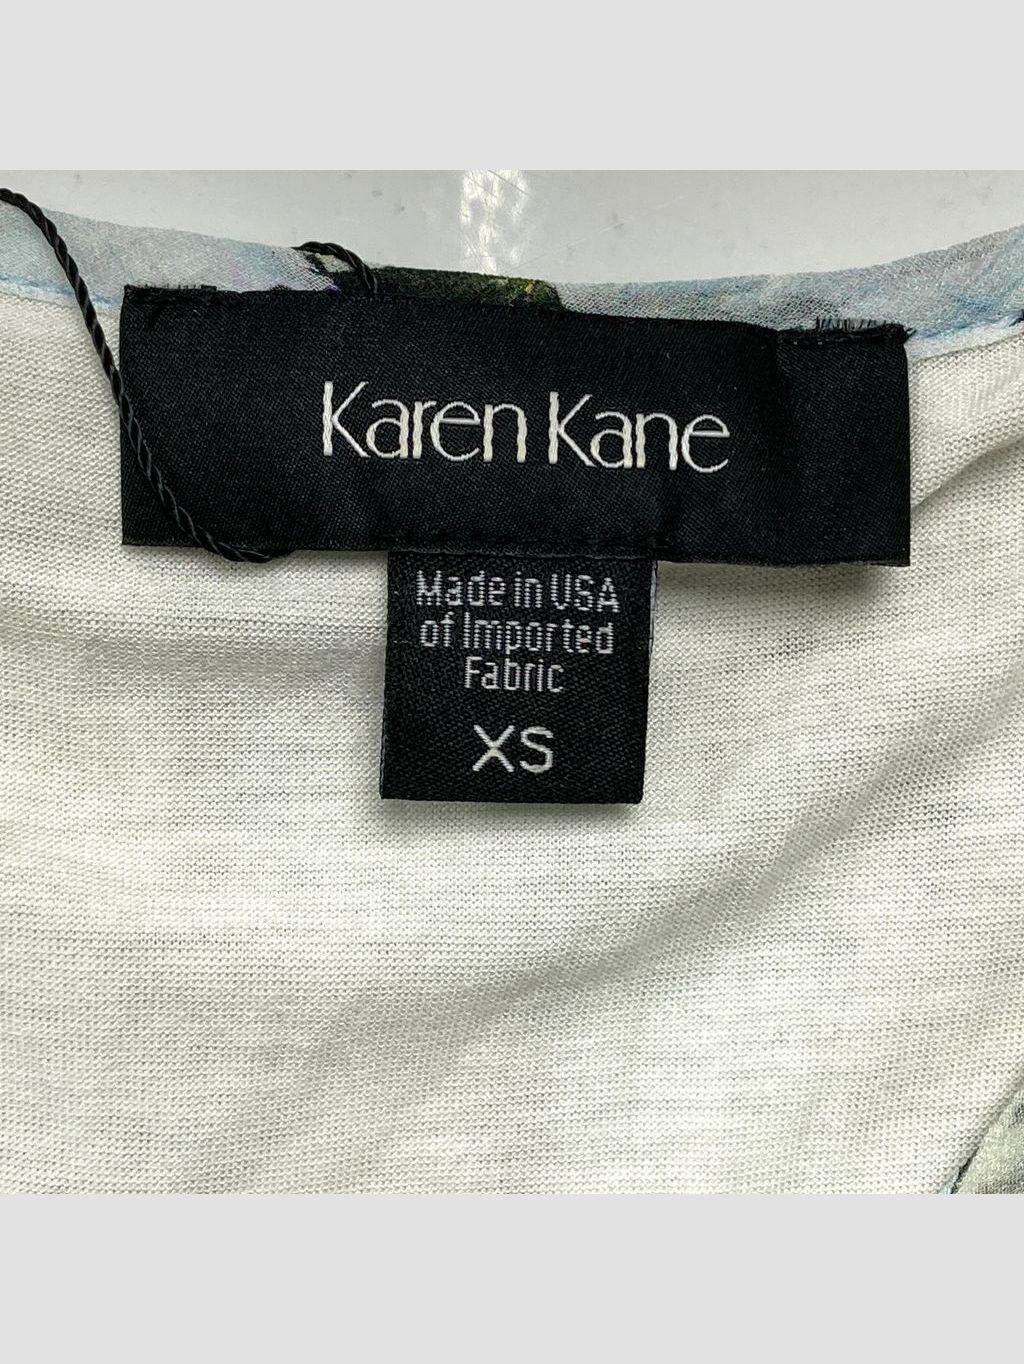 Karen Kane
Made in USA
of Imported
Fabric
XS